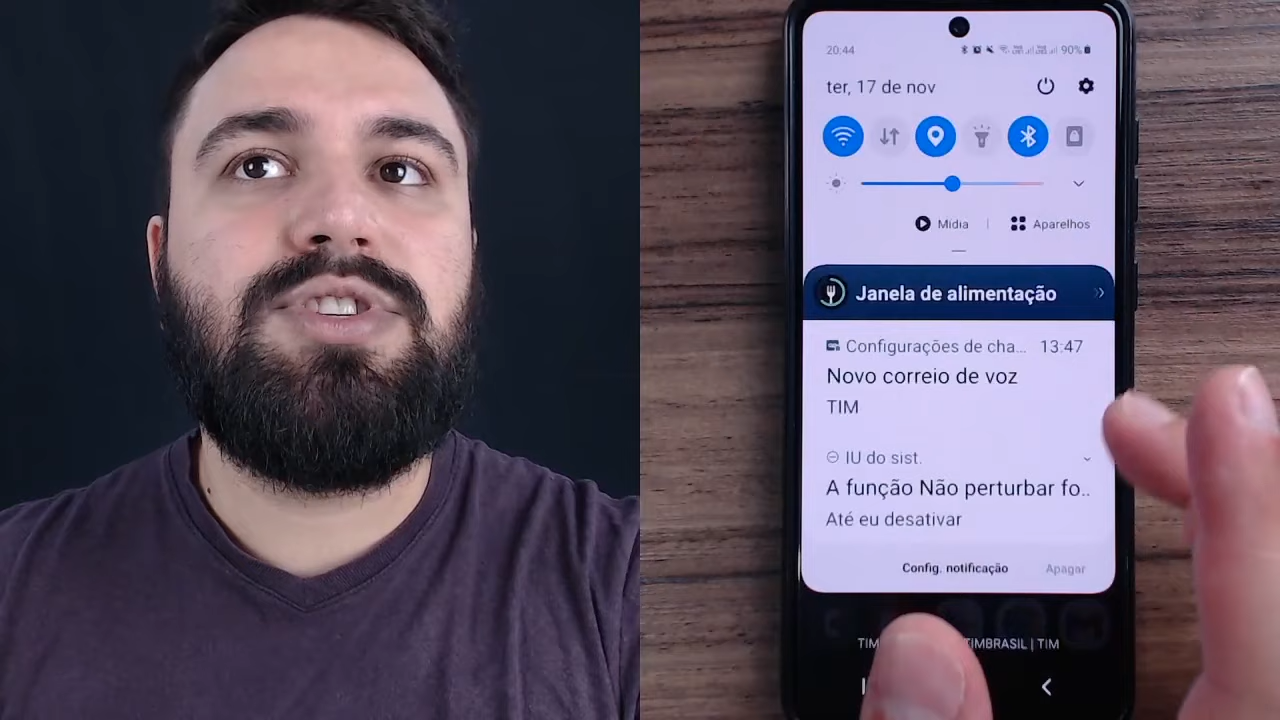 20:44
90%
ter, 17 de nov
Mídia
Aparelhos
Janela de alimentação
Configurações de cha... 13:47
Novo correio de voz
TIM
IU do sist.
A função Não perturbar fo..
Até eu desativar
Config. notificação
Apagar
TIM
TIMBRASIL | TIM